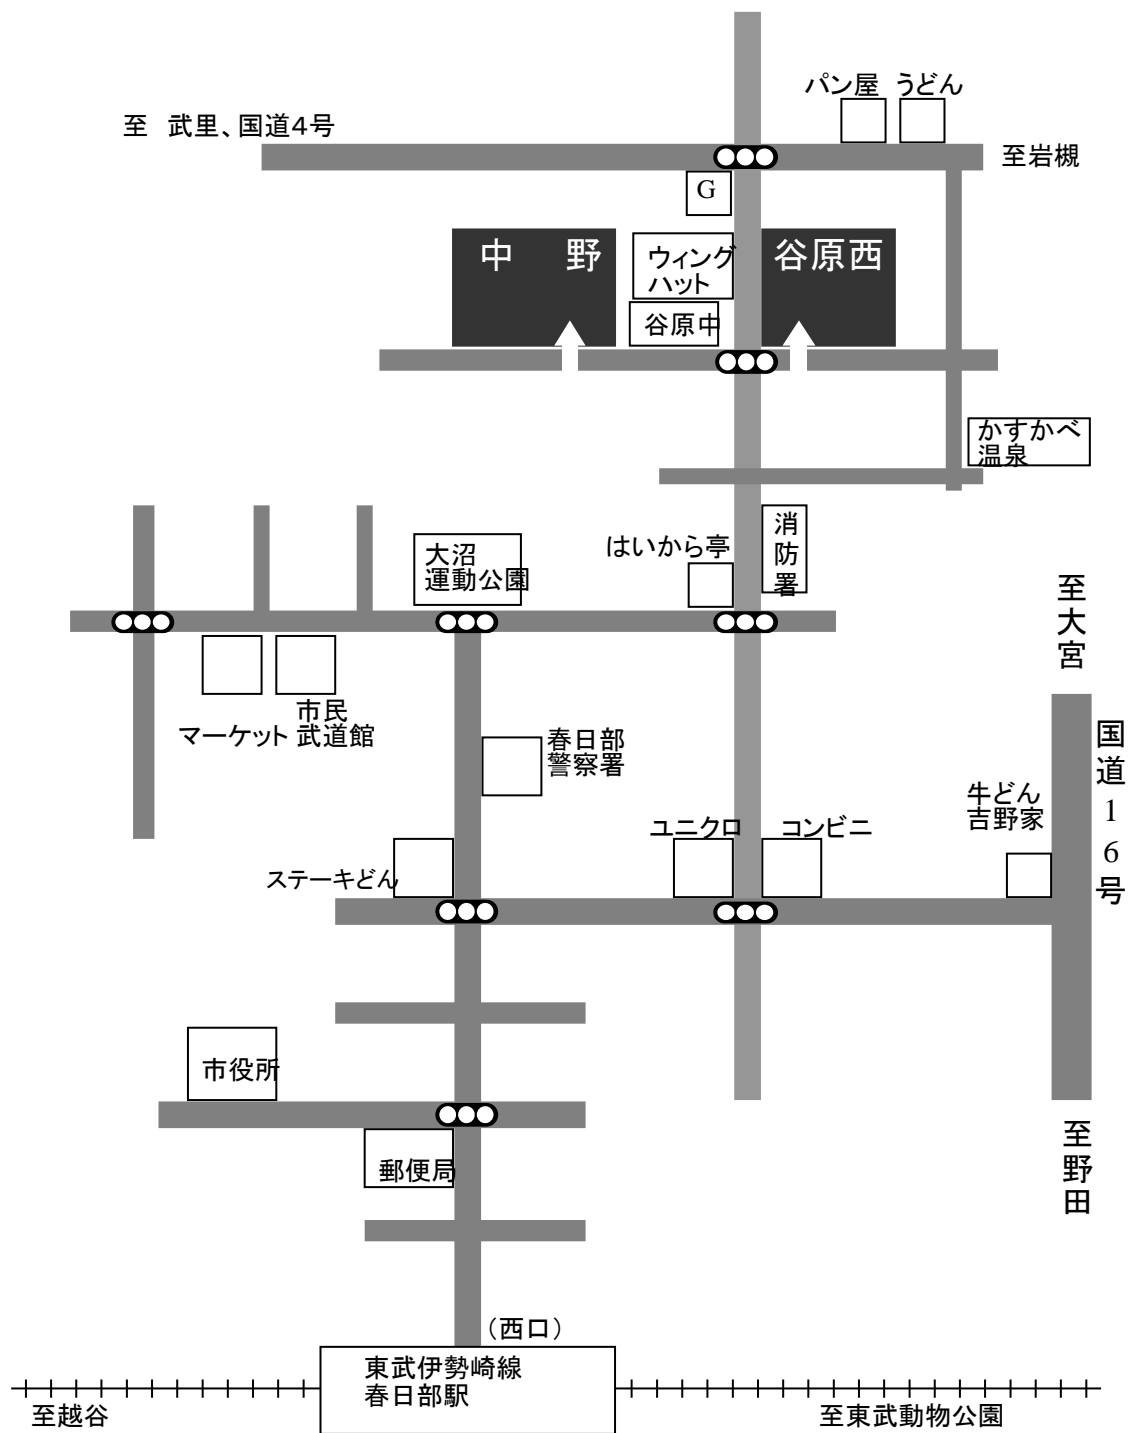 パン屋
うどん
至　武里、国道4号
至岩槻
G
中　野
ウィング
ハット
谷原西
谷原中
かすかべ
温泉
消防署
はいから亭
大沼
運動公園
至大宮
市民
武道館
マーケット
春日部
警察署
国道16号
牛どん
吉野家
ユニクロ
コンビニ
ステーキどん
市役所
郵便局
至野田
（西口）
東武伊勢崎線
春日部駅
至越谷
至東武動物公園